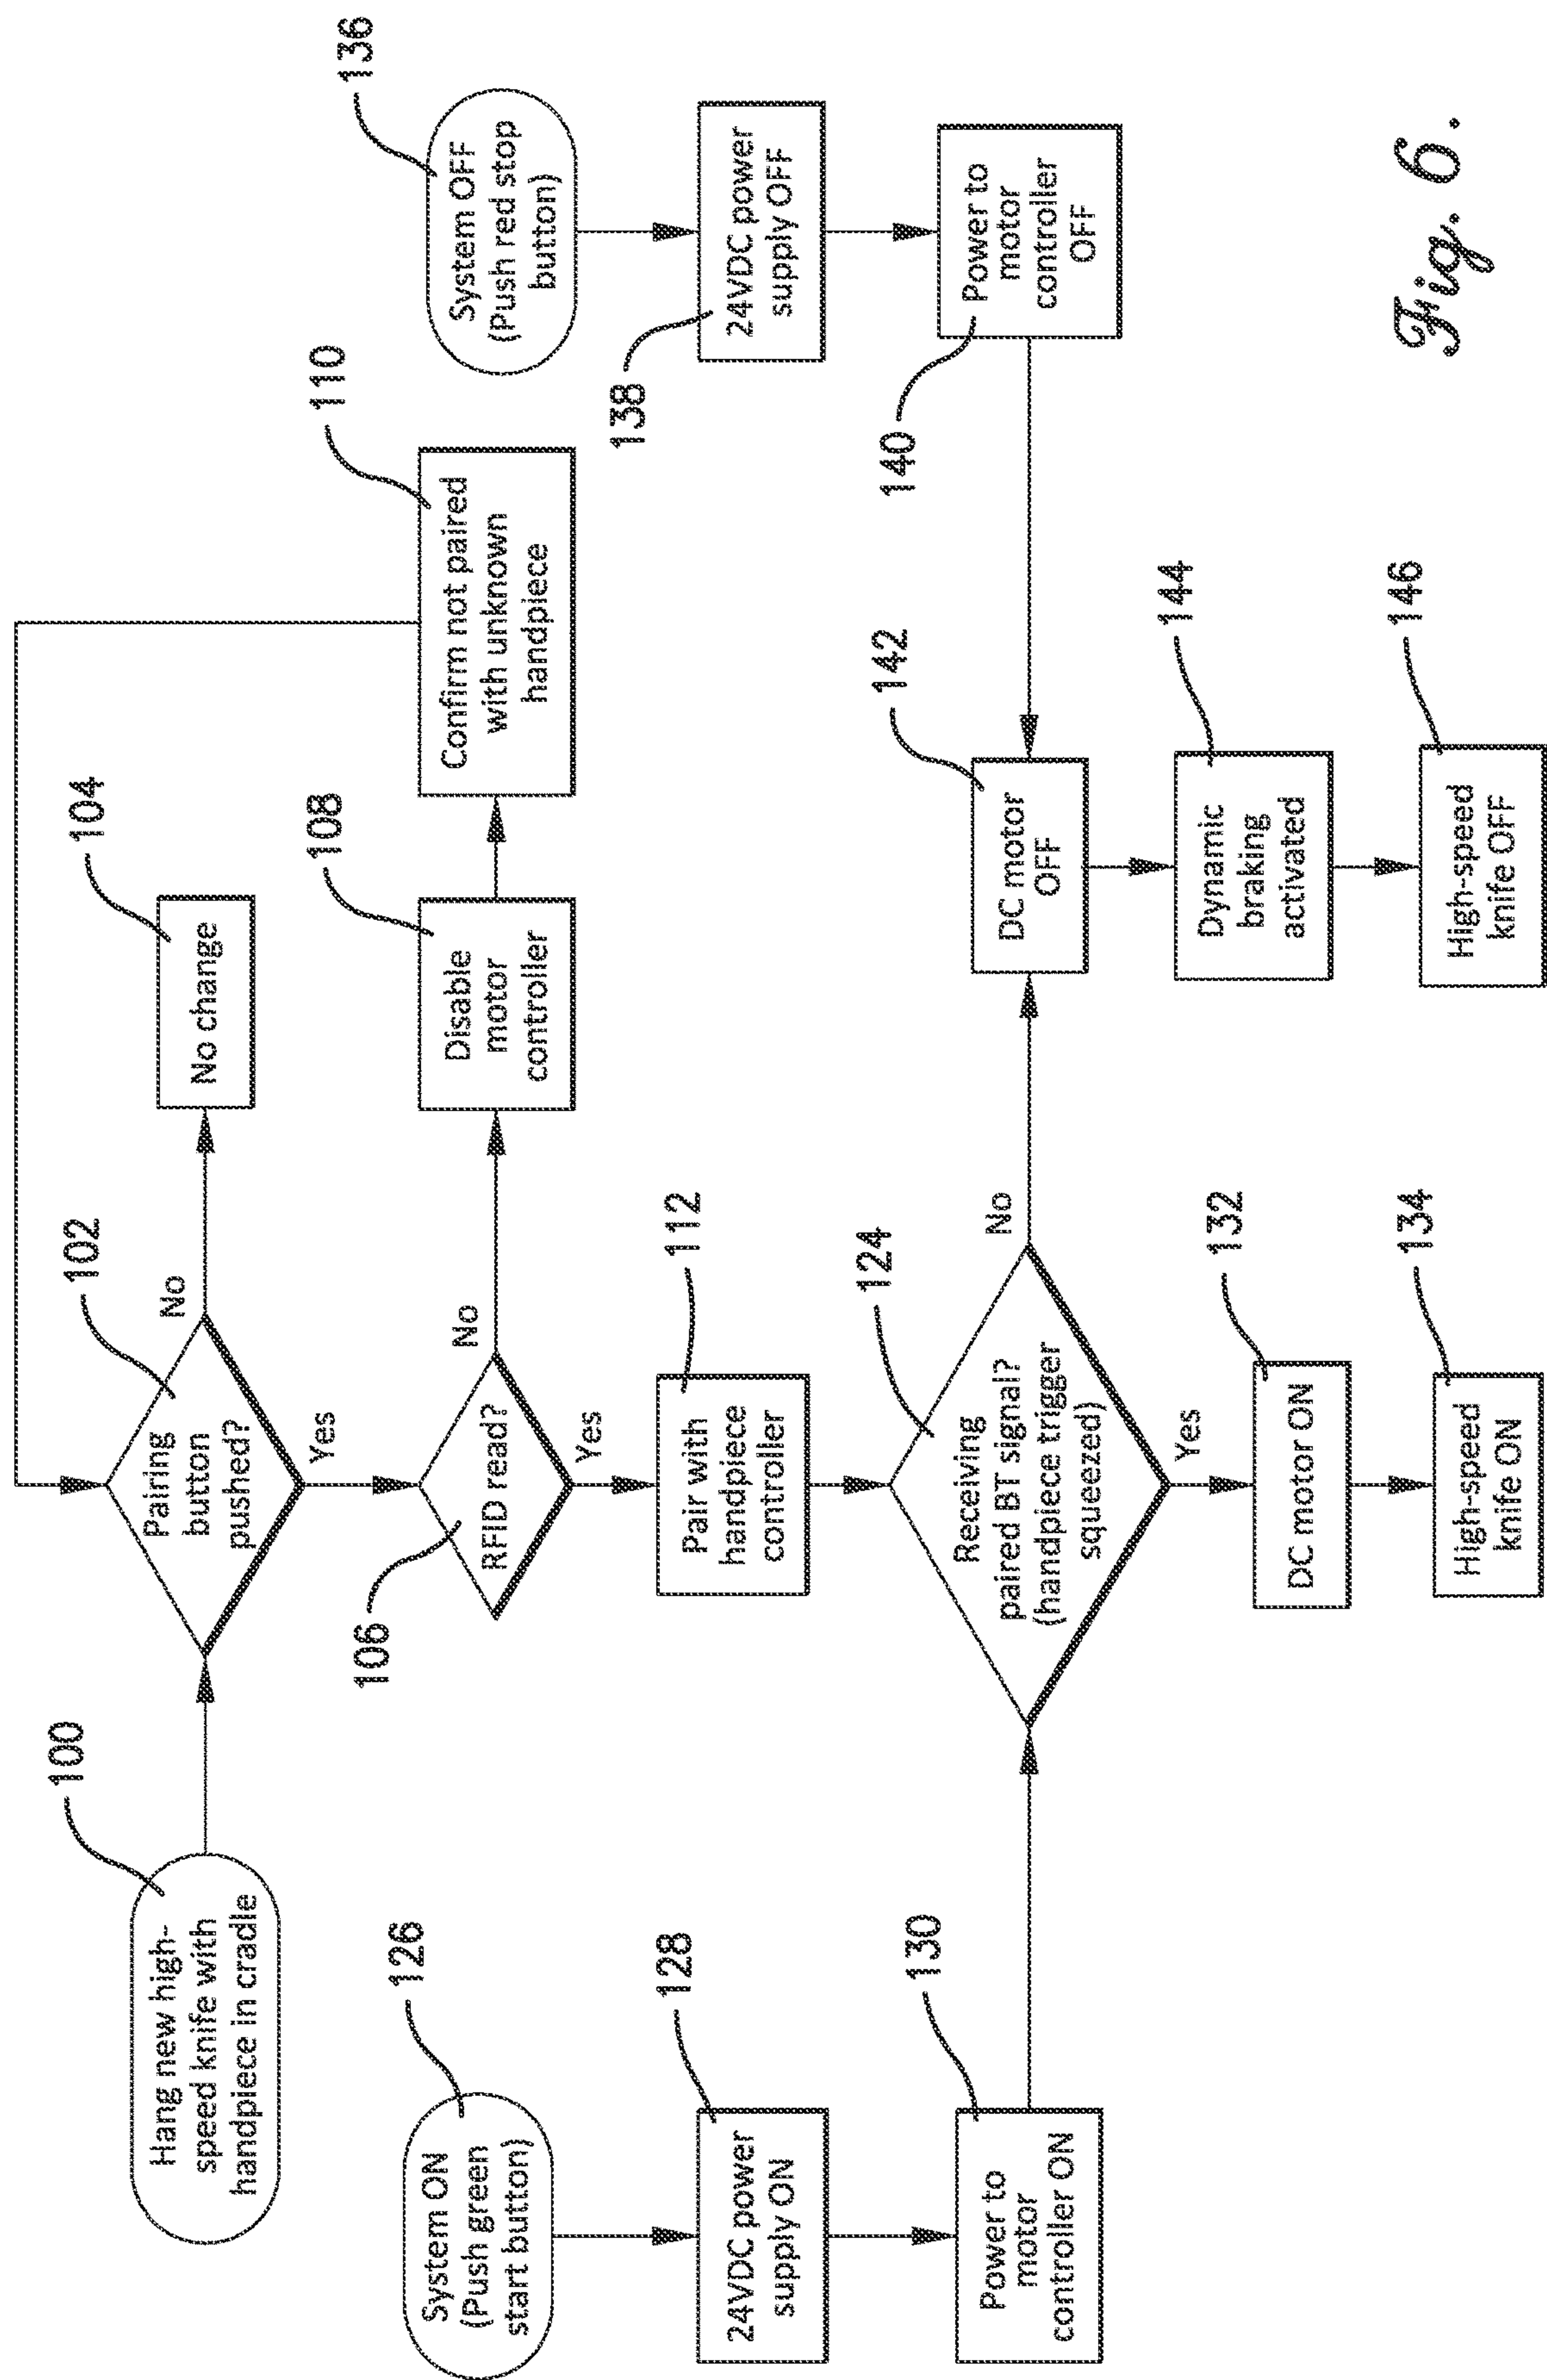 100
Hang new high-
speed knife with
handpiece in cradle
102
Pairing
button
pushed?
No
Yes
104
No change
106
RFID read?
No
Yes
108
Disable
motor
controller
110
Confirm not paired
with unknown
handpiece
112
Pair with
handpiece
controller
126
System ON
(Push green
start button)
128
24VDC power
supply ON
130
Power to
motor
controller ON
124
Receiving
paired BT signal?
(handpiece trigger
squeezed)
No
Yes
132
DC motor ON
134
High-speed
knife ON
136
System OFF
(Push red stop
button)
138
24VDC power
supply OFF
140
Power to
motor
controller
OFF
142
DC motor
OFF
144
Dynamic
braking
activated
146
High-speed
knife OFF
Fig. 6.